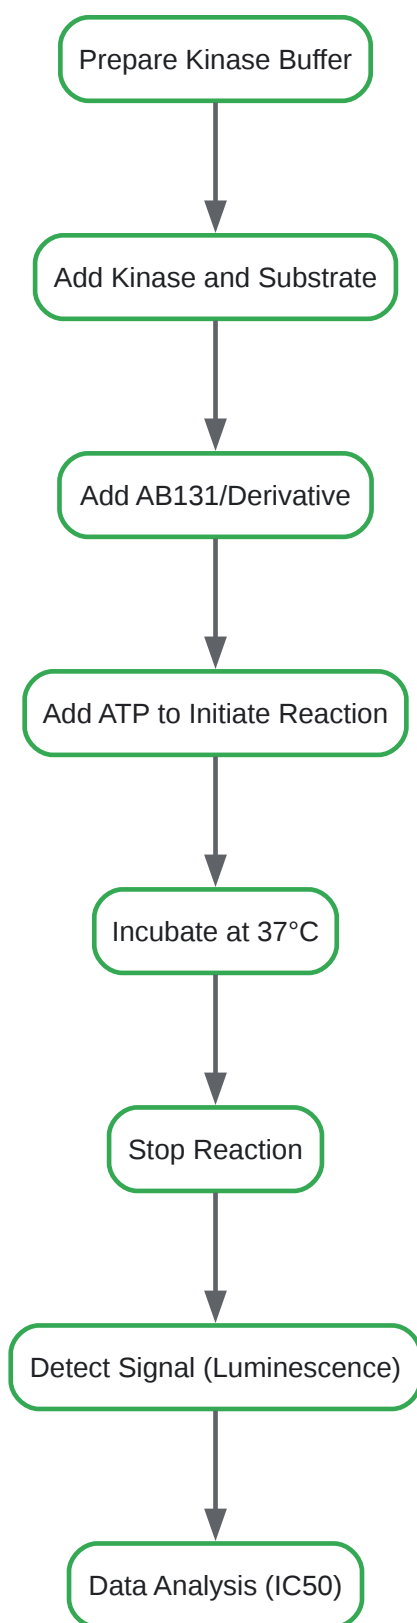 Prepare Kinase Buffer
Add Kinase and Substrate
Add AB131/Derivative
Add ATP to Initiate Reaction
Incubate at 37°C
Stop Reaction
Detect Signal (Luminescence)
Data Analysis (IC50)